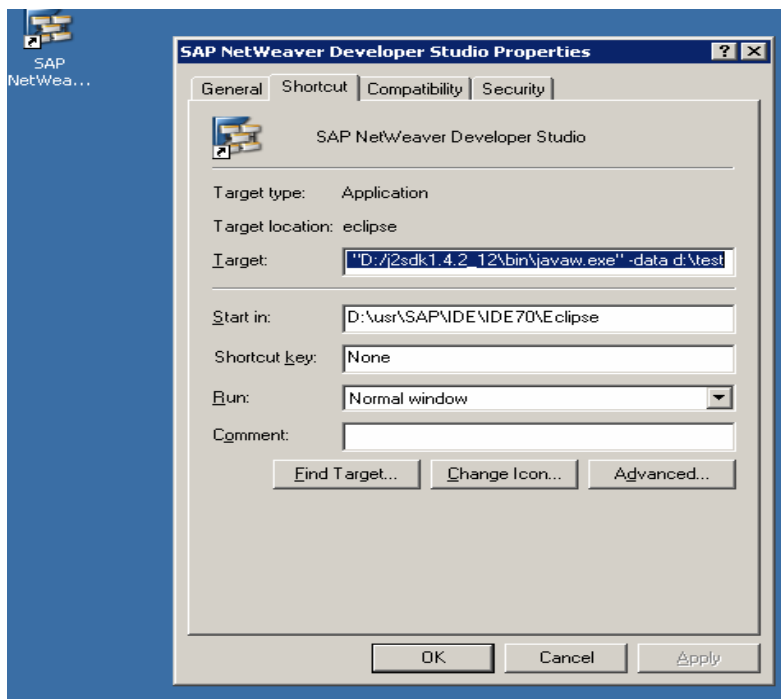 SAP
NetWea...
SAP NetWeaver Developer Studio Properties
General Shortcut Compatibility Security
SAP NetWeaver Developer Studio
Target type: Application
Target location: eclipse
Target: "D:/j2sdk1.4.2_12\bin\javaw.exe" -data d:\test
Start in: D:\usr\SAP\IDE\IDE70\Eclipse
Shortcut key: None
Run: Normal window
Comment:
Find Target... Change Icon... Advanced...
OK Cancel Apply